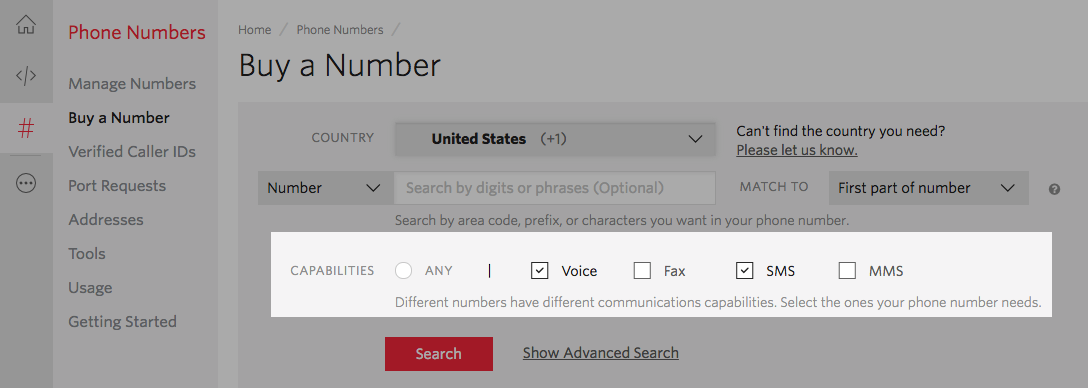 Phone Numbers
Manage Numbers
Buy a Number
Verified Caller IDs
Port Requests
Addresses
Tools
Usage
Getting Started
Home / Phone Numbers /
Buy a Number
COUNTRY United States (+1) Can't find the country you need?
Please let us know.
Number Search by digits or phrases (Optional) MATCH TO First part of number ?
Search by area code, prefix, or characters you want in your phone number.
CAPABILITIES ANY | Voice Fax SMS MMS
Different numbers have different communications capabilities. Select the ones your phone number needs.
Search Show Advanced Search